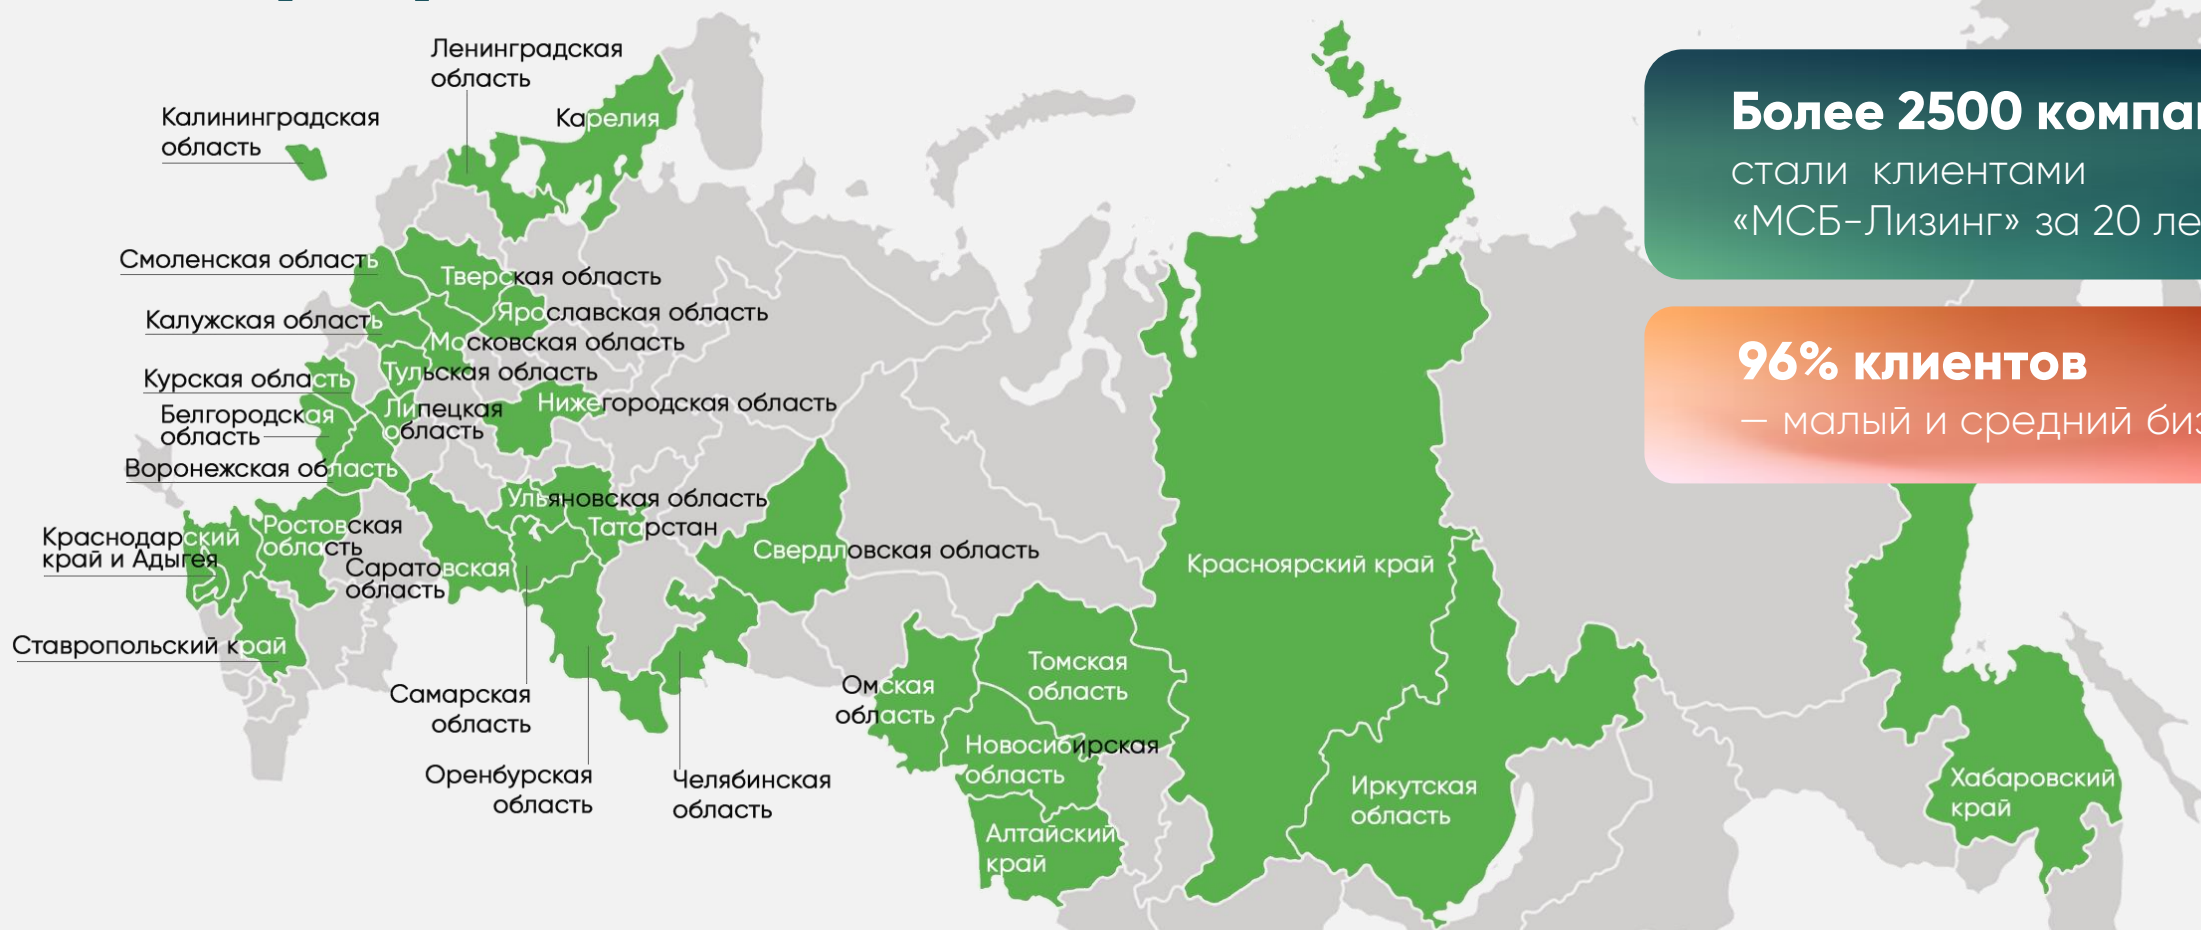 Ленинградская
область
Калининградская
область
Карелия
Более 2500
стали клиентами
«МСБ-Лизинг» за 20
96% клиентов
– малый и средний
Смоленская область
Тверская область
Ярославская область
Калужская область
Московская область
Тульская область
Курская область
Липецкая
область
Нижегородская область
Белгородская
область
Воронежская область
Ульяновская область
Татарстан
Ростовская
область
Краснодарский
край и Адыгея
Саратовская
область
Свердловская область
Красноярский край
Ставропольский край
Самарская
область
Оренбургская
область
Челябинская
область
Омская
область
Томская
область
Новосибирская
область
Алтайский
край
Иркутская
область
Хабаровский
край